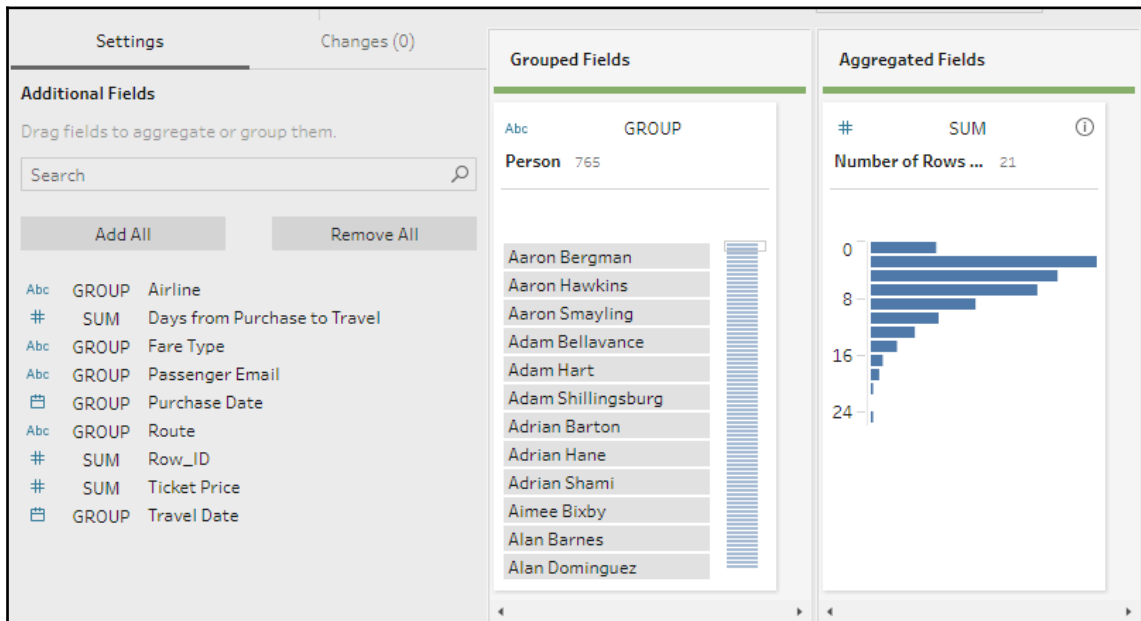 Settings Changes (0)
Additional Fields
Drag fields to aggregate or group them.
Search
Add All Remove All
Abc GROUP Airline
# SUM Days from Purchase to Travel
Abc GROUP Fare Type
Abc GROUP Passenger Email
GROUP Purchase Date
Abc GROUP Route
# SUM Row_ID
# SUM Ticket Price
GROUP Travel Date
Grouped Fields
Abc GROUP
Person 765
Aaron Bergman
Aaron Hawkins
Aaron Smayling
Adam Bellavance
Adam Hart
Adam Shillingsburg
Adrian Barton
Adrian Hane
Adrian Shami
Aimee Bixby
Alan Barnes
Alan Dominguez
Aggregated Fields
# SUM
Number of Rows ... 21
0
8
16
24